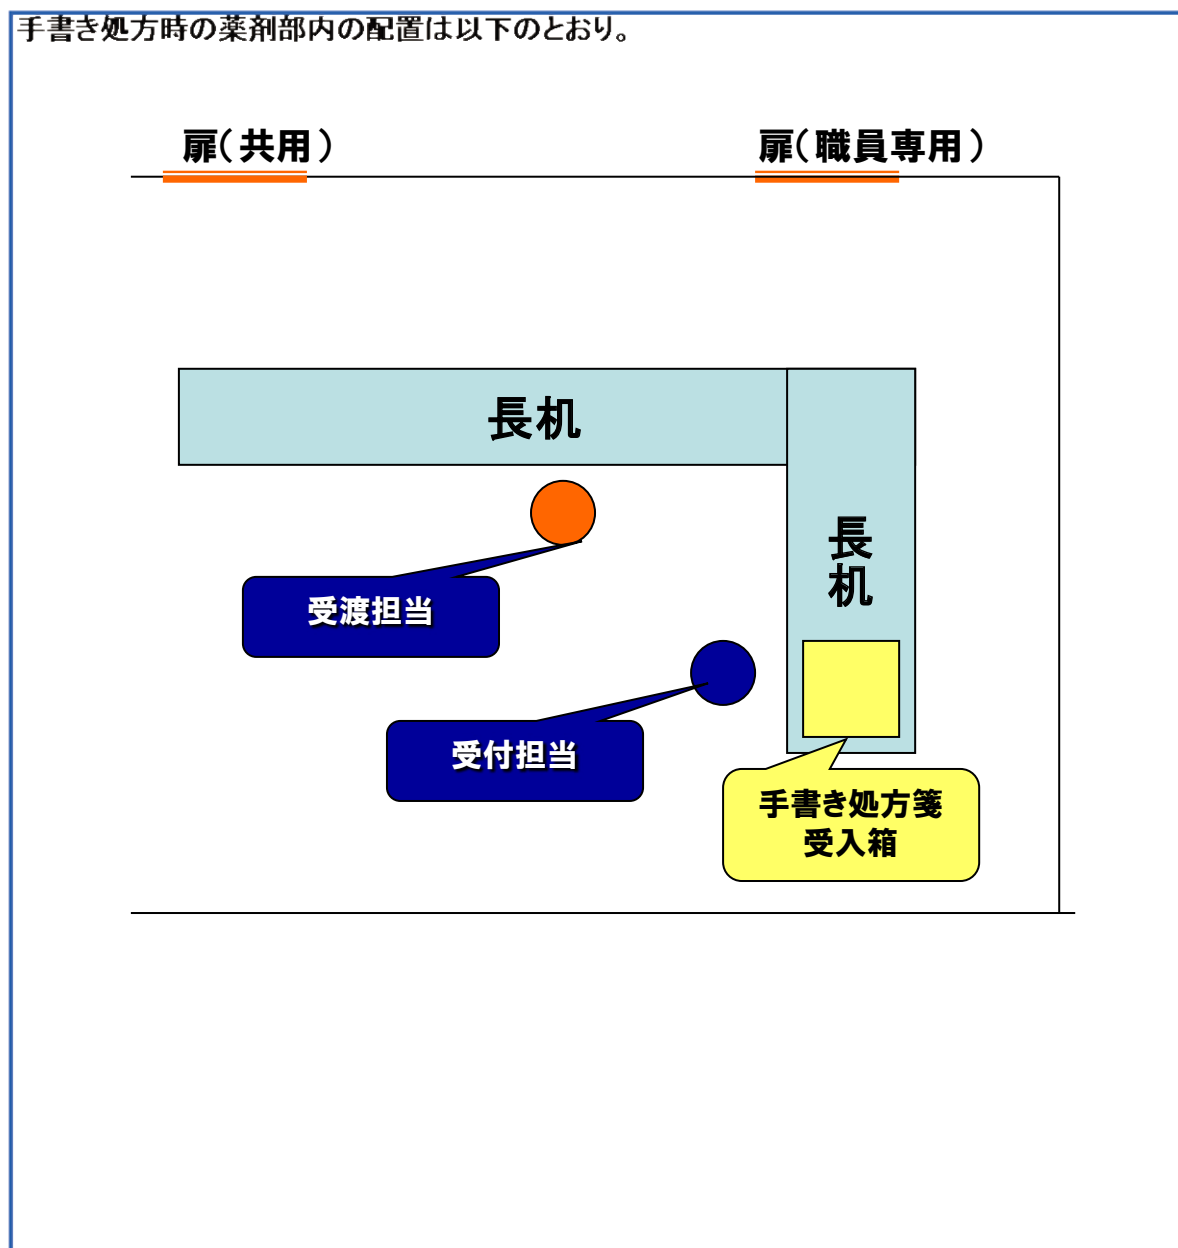 手書き処方時の薬剤部内の配置は以下のとおり。
扉(共用)
扉(職員専用)
長机
長机
受渡担当
受付担当
手書き処方箋
受入箱